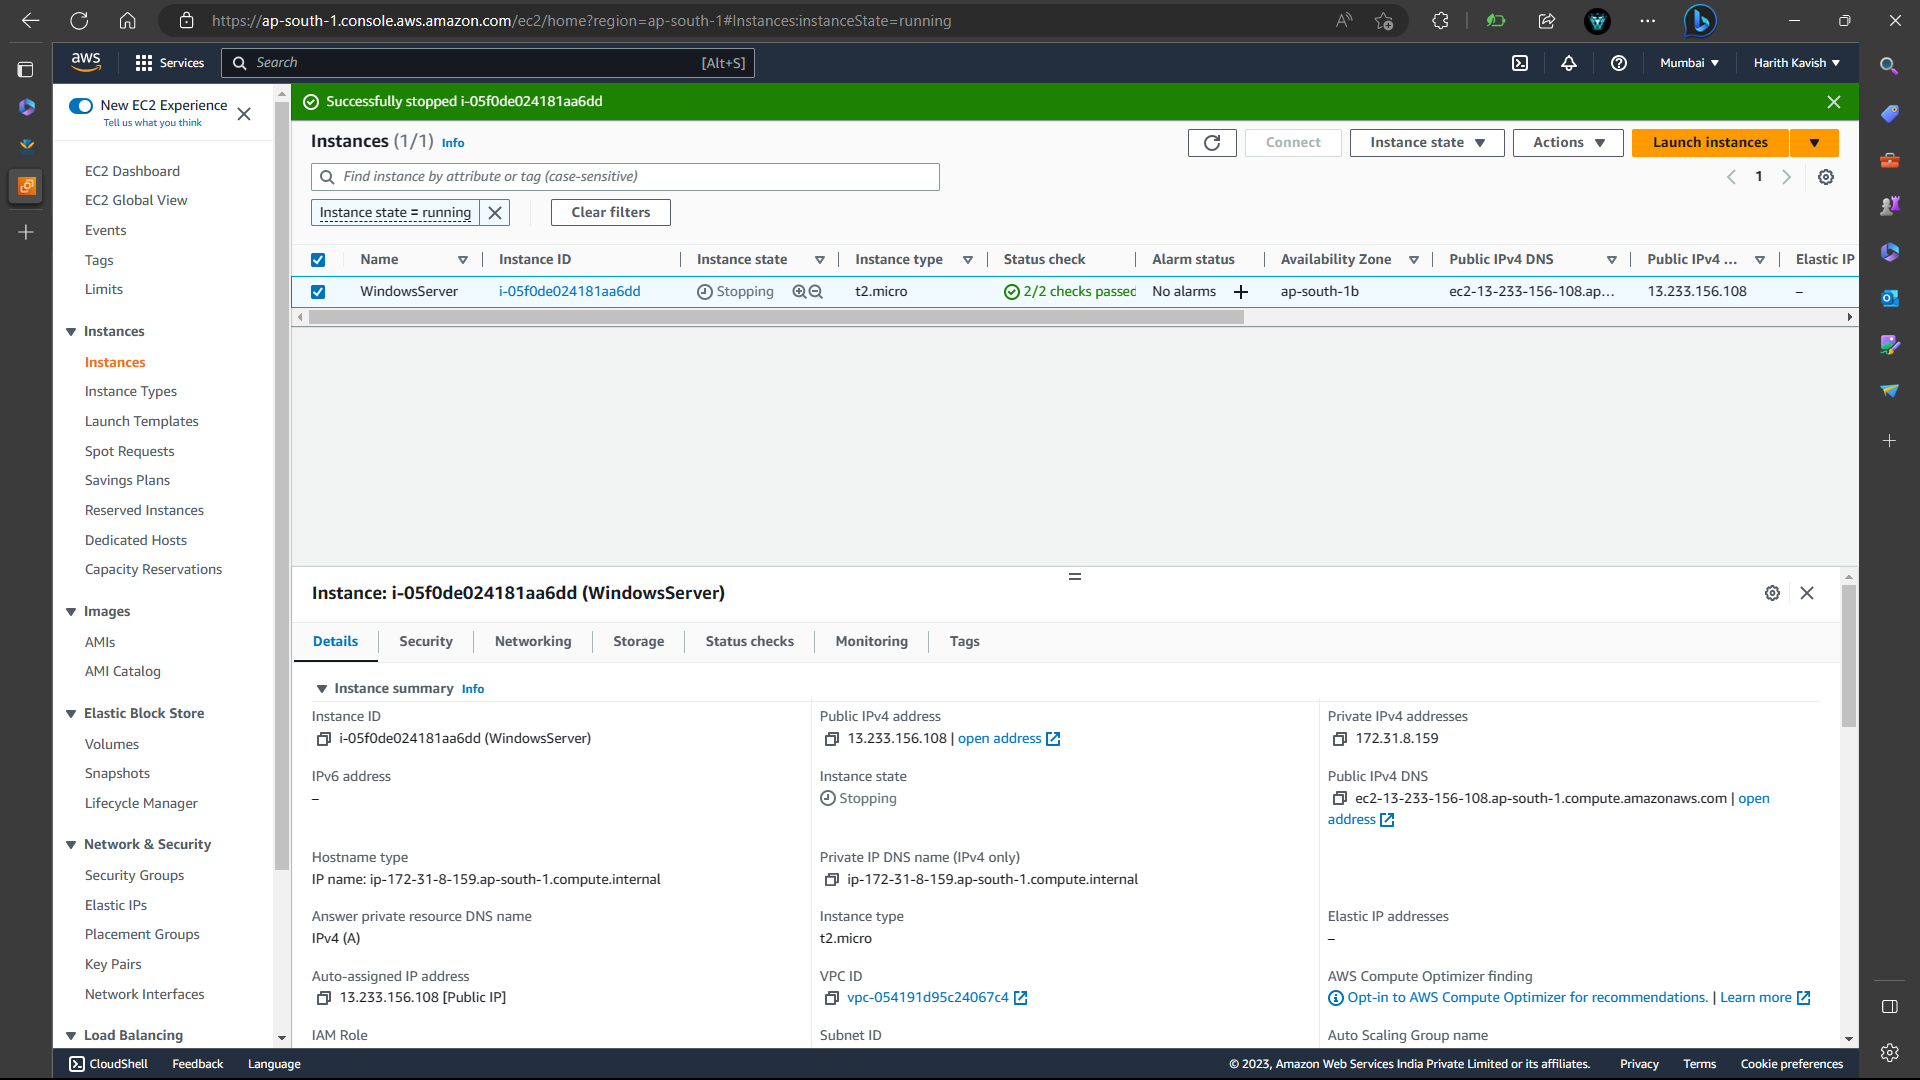 https://ap-south-1.console.aws.amazon.com/ec2/home?region=ap-south-1#Instances:instanceState=running
aws
Services
Search
[Alt+S]
Mumbai ▼
Harith Kavish ▼
New EC2 Experience
Tell us what you think
EC2 Dashboard
EC2 Global View
Events
Tags
Limits
Instances
Instances
Instance Types
Launch Templates
Spot Requests
Savings Plans
Reserved Instances
Dedicated Hosts
Capacity Reservations
Images
AMIs
AMI Catalog
Elastic Block Store
Volumes
Snapshots
Lifecycle Manager
Network & Security
Security Groups
Elastic IPs
Placement Groups
Key Pairs
Network Interfaces
Load Balancing
Successfully stopped i-05f0de024181aa6dd
Instances (1/1) Info
Connect
Instance state ▼
Actions ▼
Launch instances ▼
Find instance by attribute or tag (case-sensitive)
1
Instance state = running
Clear filters
Name Instance ID Instance state Instance type Status check Alarm status Availability Zone Public IPv4 DNS Public IPv4 ... Elastic IP
WindowsServer i-05f0de024181aa6dd Stopping t2.micro 2/2 checks passed No alarms + ap-south-1b ec2-13-233-156-108.ap... 13.233.156.108 –
Instance: i-05f0de024181aa6dd (WindowsServer)
Details Security Networking Storage Status checks Monitoring Tags
Instance summary Info
Instance ID
i-05f0de024181aa6dd (WindowsServer)
Public IPv4 address
13.233.156.108 | open address
Private IPv4 addresses
172.31.8.159
IPv6 address
–
Instance state
Stopping
Public IPv4 DNS
ec2-13-233-156-108.ap-south-1.compute.amazonaws.com | open
address
Hostname type
IP name: ip-172-31-8-159.ap-south-1.compute.internal
Private IP DNS name (IPv4 only)
ip-172-31-8-159.ap-south-1.compute.internal
Answer private resource DNS name
IPv4 (A)
Instance type
t2.micro
Elastic IP addresses
–
Auto-assigned IP address
13.233.156.108 [Public IP]
VPC ID
vpc-054191d95c24067c4
AWS Compute Optimizer finding
Opt-in to AWS Compute Optimizer for recommendations. | Learn more
IAM Role
Subnet ID
Auto Scaling Group name
CloudShell
Feedback
Language
© 2023, Amazon Web Services India Private Limited or its affiliates.
Privacy
Terms
Cookie preferences